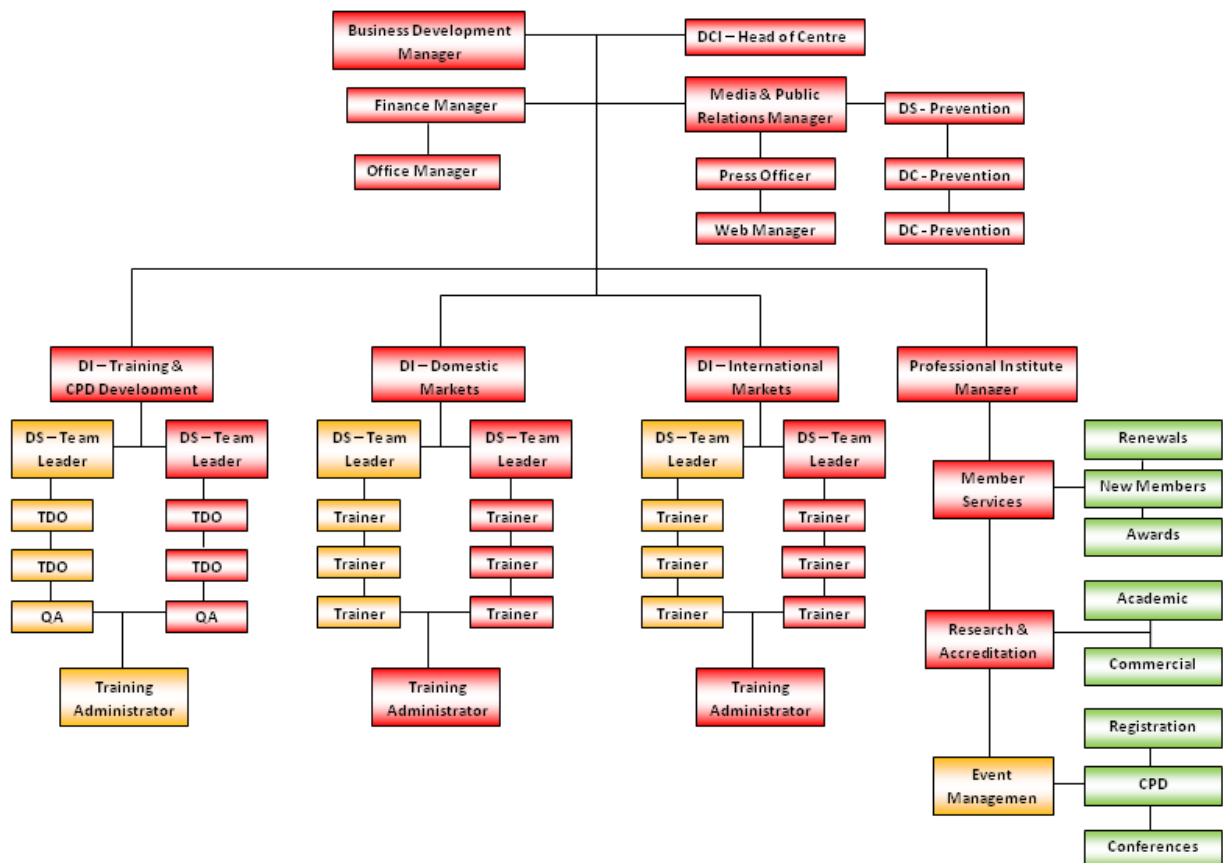 Business Development
Manager
DCI – Head of Centre
Finance Manager
Media & Public
Relations Manager
DS - Prevention
Office Manager
Press Officer
DC - Prevention
Web Manager
DC - Prevention
DI – Training &
CPD Development
DI – Domestic
Markets
DI – International
Markets
Professional Institute
Manager
DS – Team
Leader
DS – Team
Leader
DS – Team
Leader
DS – Team
Leader
DS – Team
Leader
DS – Team
Leader
TDO
TDO
Trainer
Trainer
Trainer
Trainer
TDO
TDO
Trainer
Trainer
Trainer
Trainer
QA
QA
Trainer
Trainer
Trainer
Trainer
Training
Administrator
Training
Administrator
Training
Administrator
Member
Services
Renewals
New Members
Awards
Research &
Accreditation
Academic
Commercial
Event
Managemen
Registration
CPD
Conferences